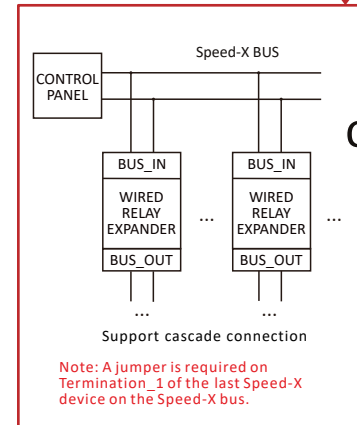 Speed-X BUS
CONTROL
PANEL
BUS_IN
BUS_IN
WIRED
RELAY
EXPANDER
...
WIRED
RELAY
EXPANDER
...
BUS_OUT
BUS_OUT
...
...
Support cascade connection
Note: A jumper is required on
Termination_1 of the last Speed-X
device on the Speed-X bus.